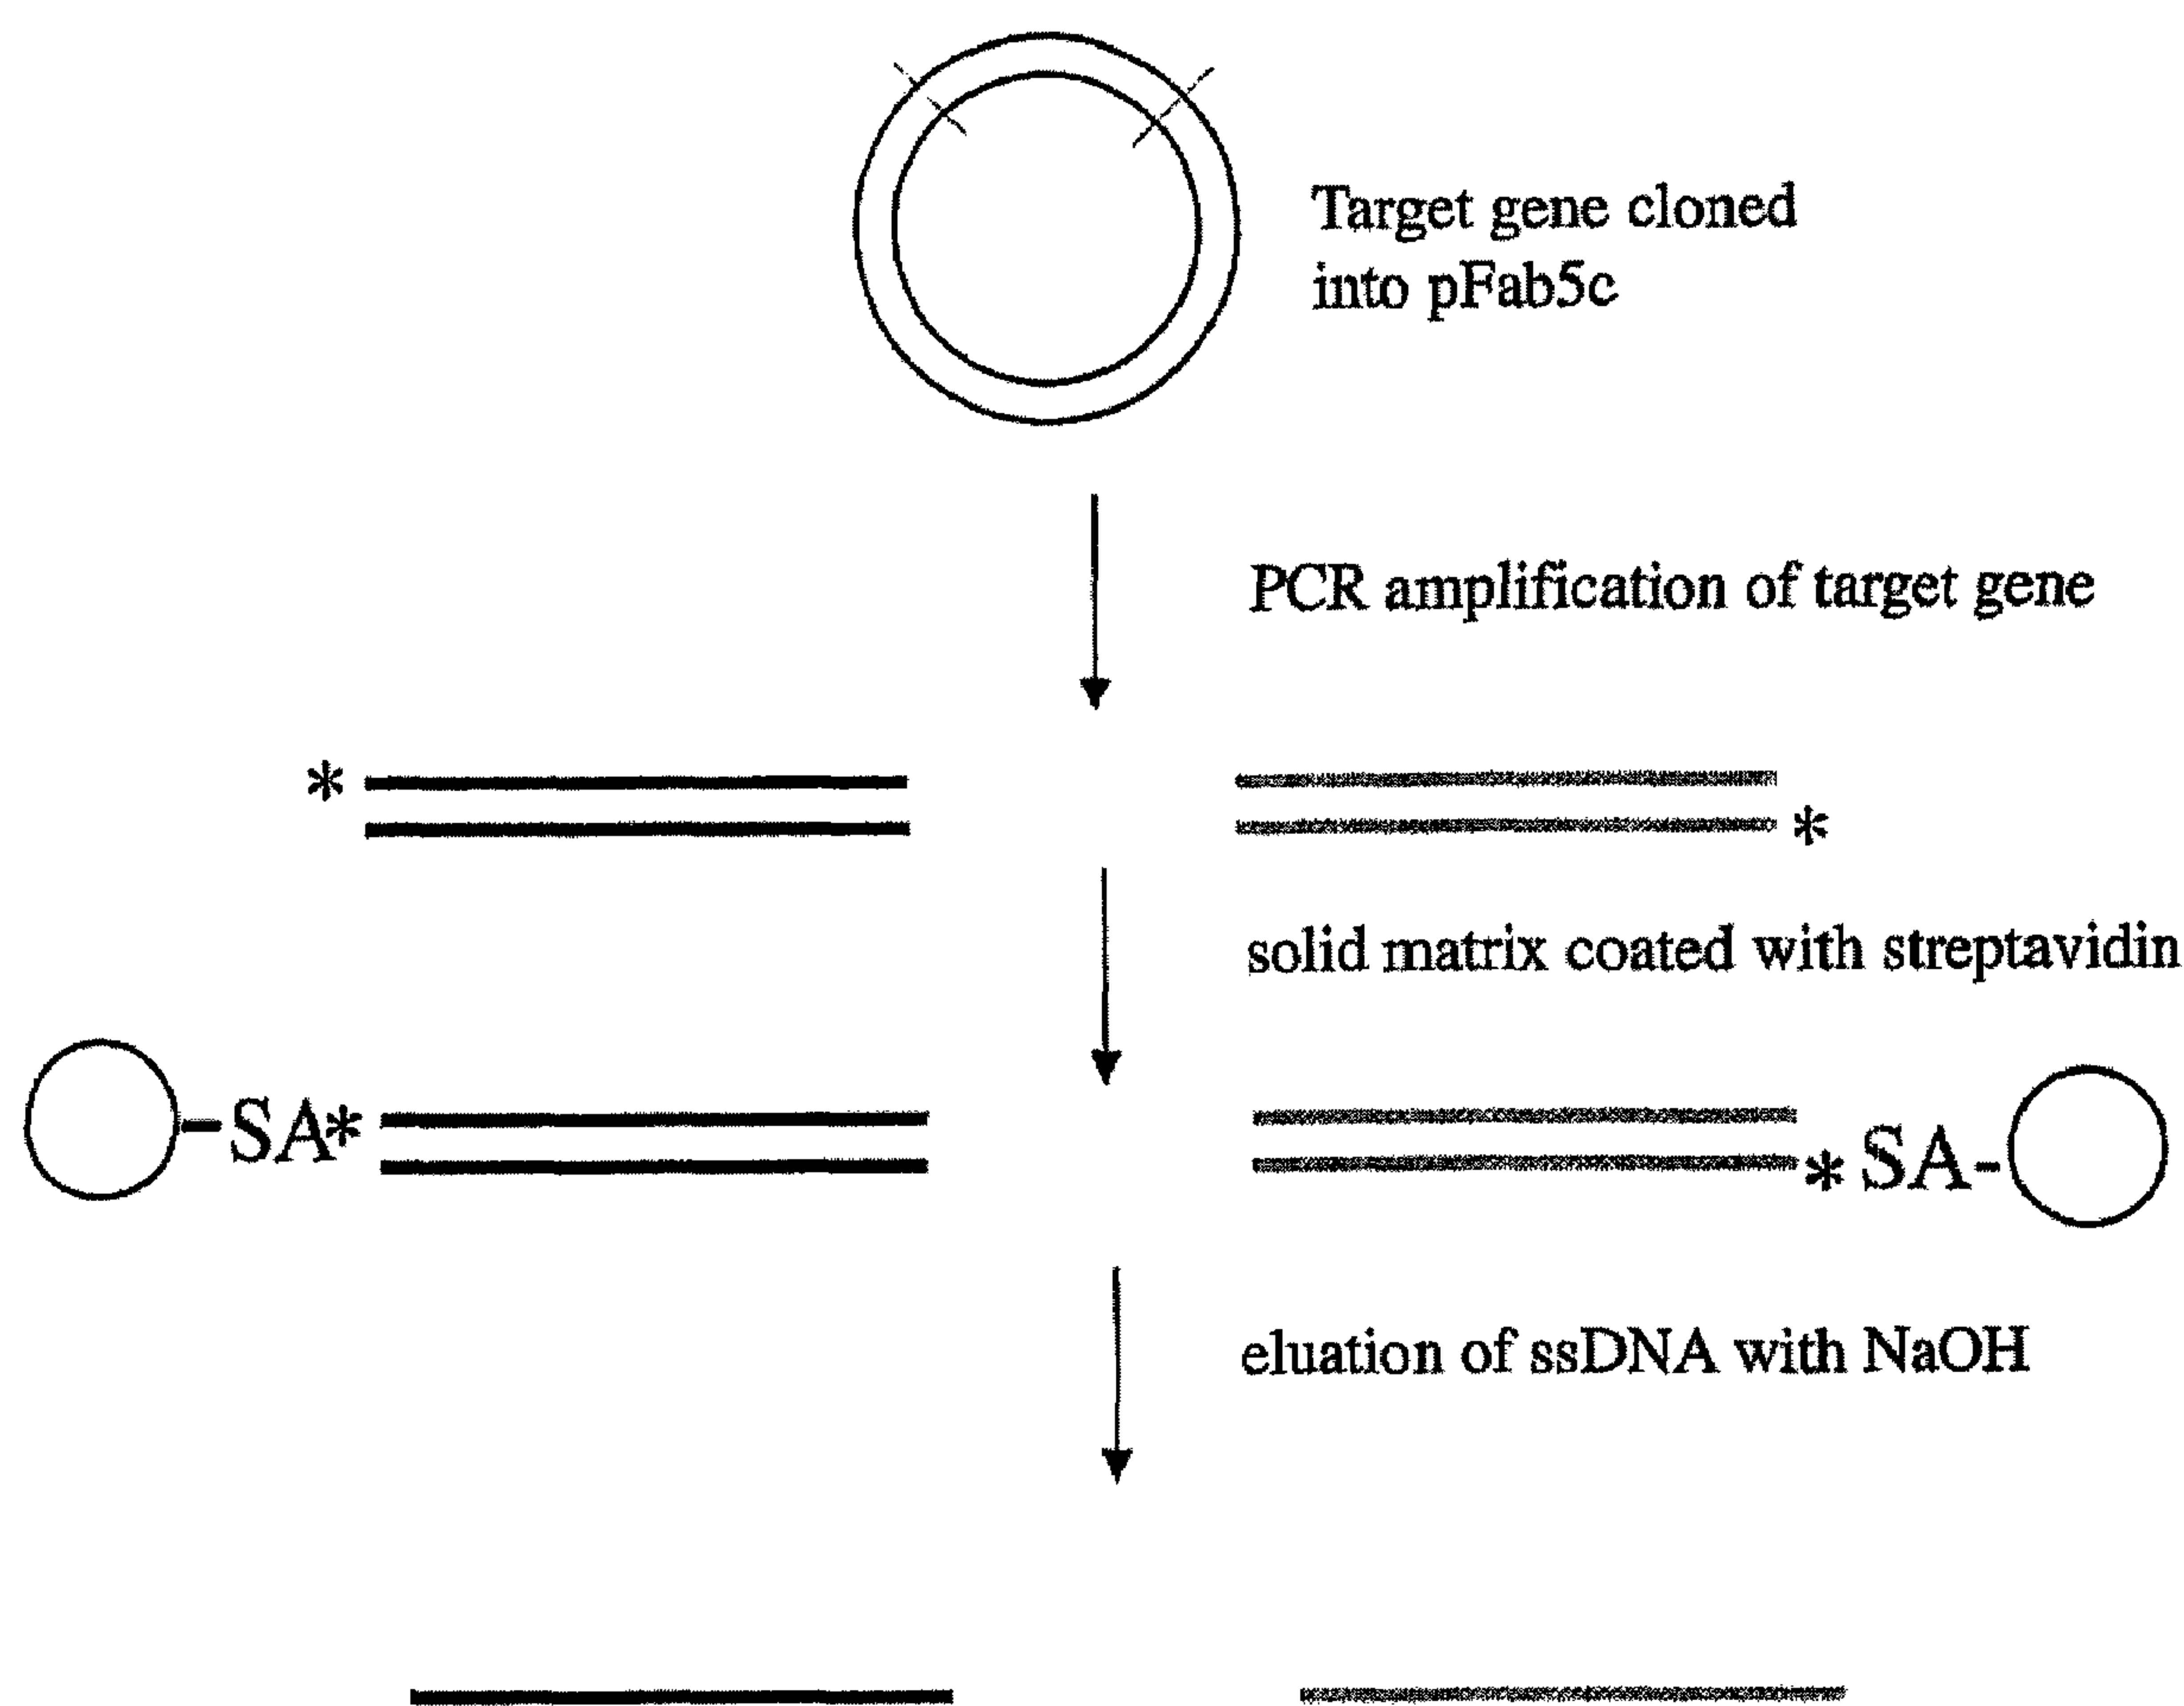 Target gene cloned
into pFab5c
PCR amplification of target gene
*
*
solid matrix coated with streptavidin
-SA*
* SA-
eluation of ssDNA with NaOH